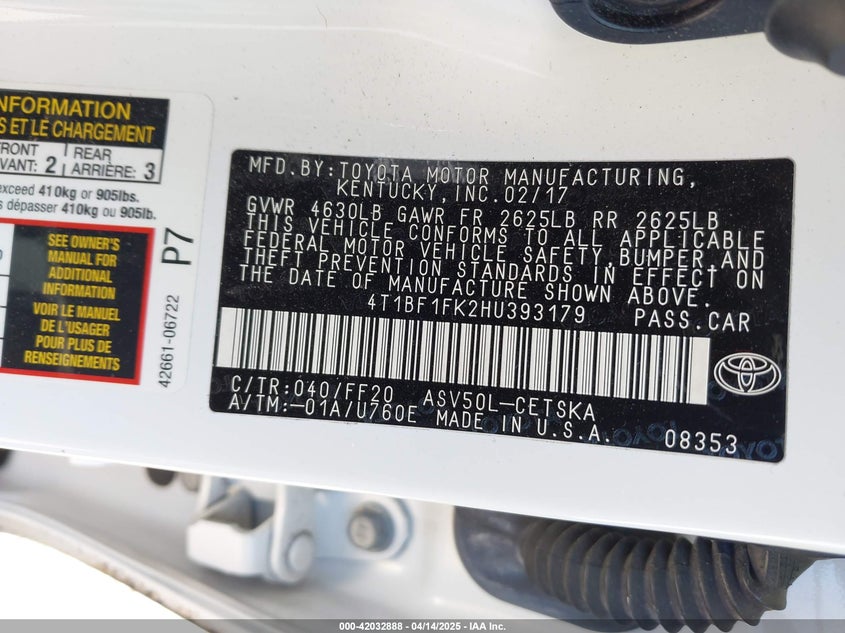 INFORMATION
S ET LE CHARGEMENT
FRONT
VANT: 2
REAR
ARRIÈRE: 3
exceed 410kg or 905lbs.
s dépasser 410kg ou 905lb.
SEE OWNER'S
MANUAL FOR
ADDITIONAL
INFORMATION
VOIR LE MANUEL
DE L'USAGER
POUR PLUS DE
RENSEIGNEMENTS
P7
42661-06722
MFD.BY:TOYOTA MOTOR MANUFACTURING,
KENTUCKY,INC.02/17
GVWR 4630LB GAWR FR 2625LB RR 2625LB
THIS VEHICLE CONFORMS TO ALL APPLICABLE
FEDERAL MOTOR VEHICLE SAFETY,BUMPER,AND
THEFT PREVENTION STANDARDS IN EFFECT ON
THE DATE OF MANUFACTURE SHOWN ABOVE.
4T1BF1FK2HU393179 PASS.CAR
C/TR:040/FF20 ASV50L-CETSKA
A/TM:-01A/U760E MADE IN U.S.A. 08353
000-42032888 - 04/14/2025 - IAA Inc.